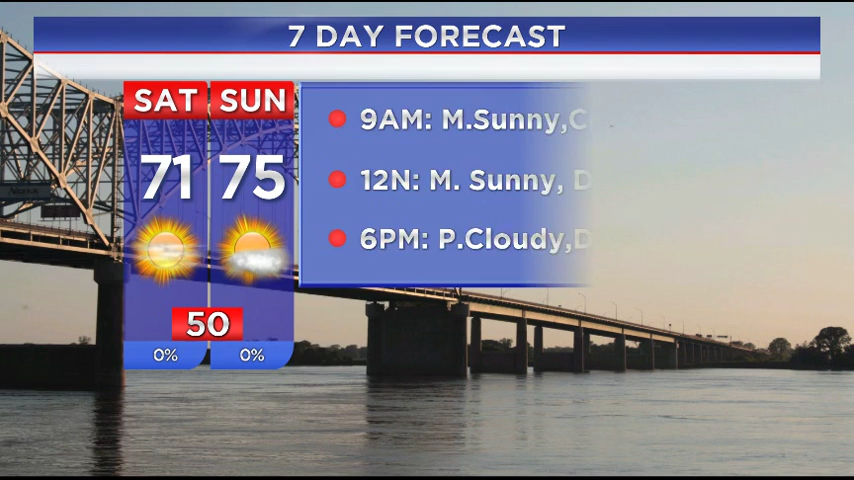 7 DAY FORECAST
SAT SUN
71 75
9AM: M.Sunny,C
12N: M. Sunny, D
6PM: P.Cloudy,D
50
0% 0%